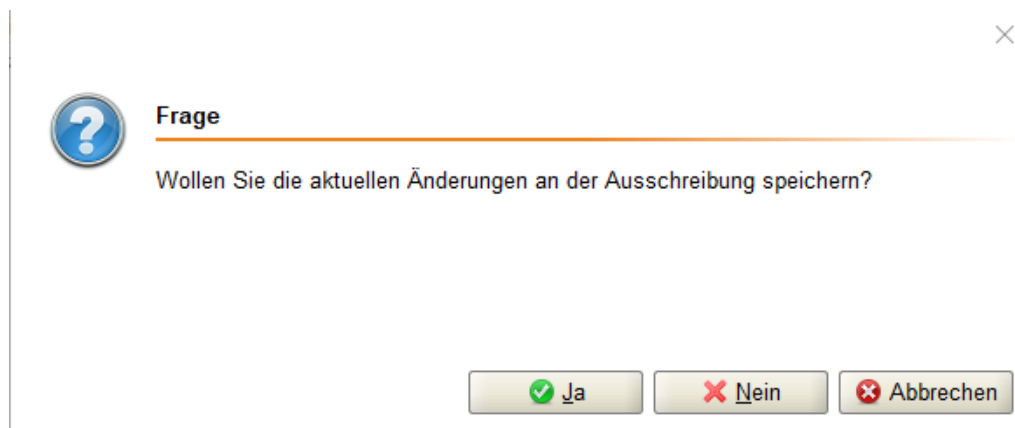 Frage
Wollen Sie die aktuellen Änderungen an der Ausschreibung speichern?
Ja Nein Abbrechen